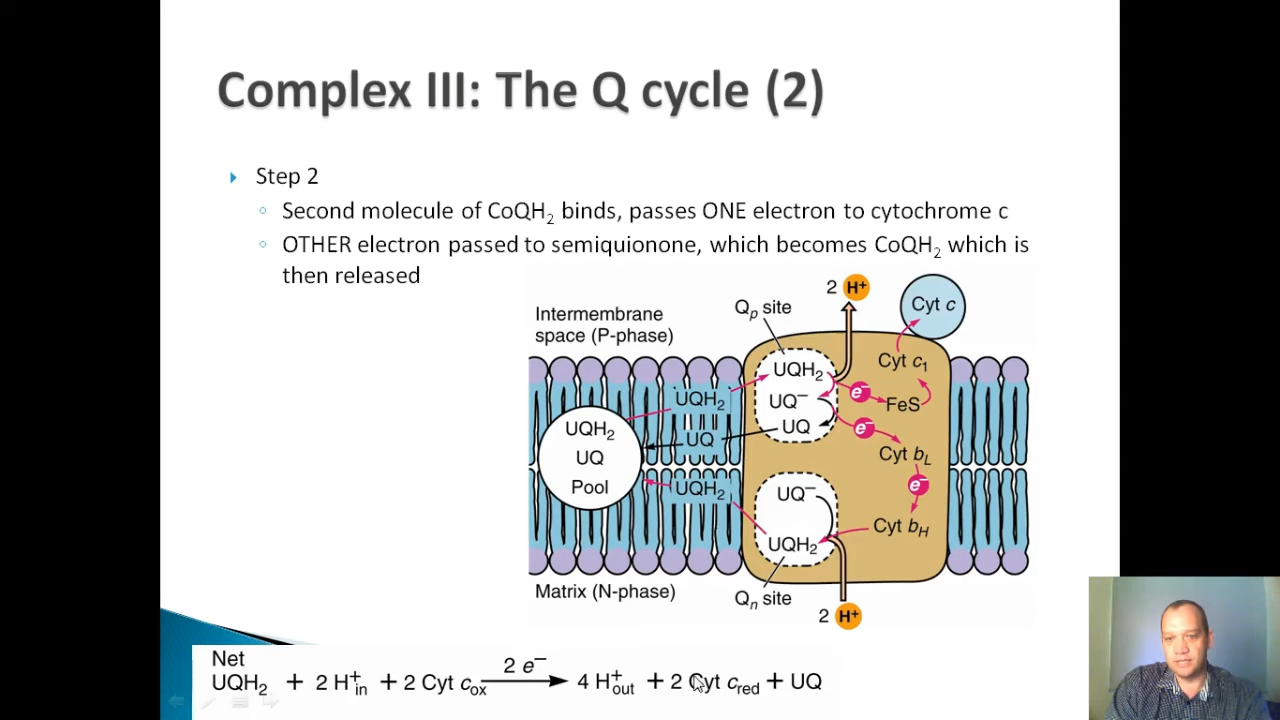 Complex III: The Q cycle (2)
Step 2
Second molecule of CoQH₂ binds, passes ONE electron to cytochrome c
OTHER electron passed to semiquionone, which becomes CoQH₂ which is
then released
Intermembrane
space (P-phase)
Qp site
2 H⁺
Cyt c
UQH₂
UQ
Pool
UQH₂
UQ
UQH₂
UQH₂
UQ⁻
UQ
e⁻
e⁻
e⁻
Cyt c₁
FeS
Cyt bL
Cyt bH
UQ⁻
UQH₂
Matrix (N-phase)
Qn site
2 H⁺
Net
UQH₂ + 2 H⁺in + 2 Cyt cox 2 e⁻ 4 H⁺out + 2 Cyt cred + UQ